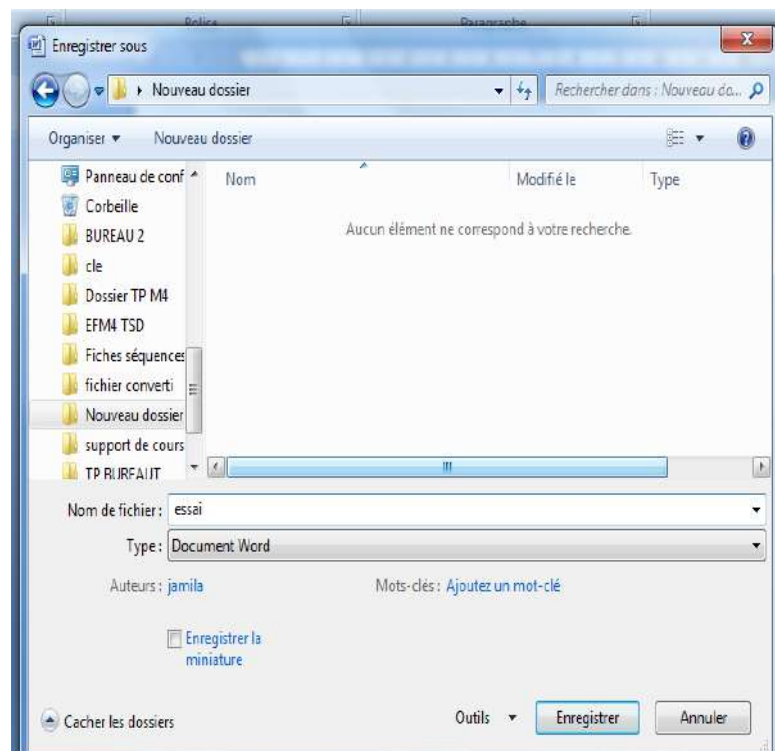 Police Paragraphe
Enregistrer sous
Nouveau dossier Rechercher dans : Nouveau do...
Organiser Nouveau dossier
Panneau de conf Nom Modifié le Type
Corbeille
Aucun élément ne correspond à votre recherche.
BUREAU 2
cle
Dossier TP M4
EFM4 TSD
Fiches séquences
fichier converti
Nouveau dossier
support de cours
TP BUREAUT
Nom de fichier : essai
Type : Document Word
Auteurs : jamila Mots-clés : Ajoutez un mot-clé
Enregistrer la
miniature
Cacher les dossiers Outils Enregistrer Annuler